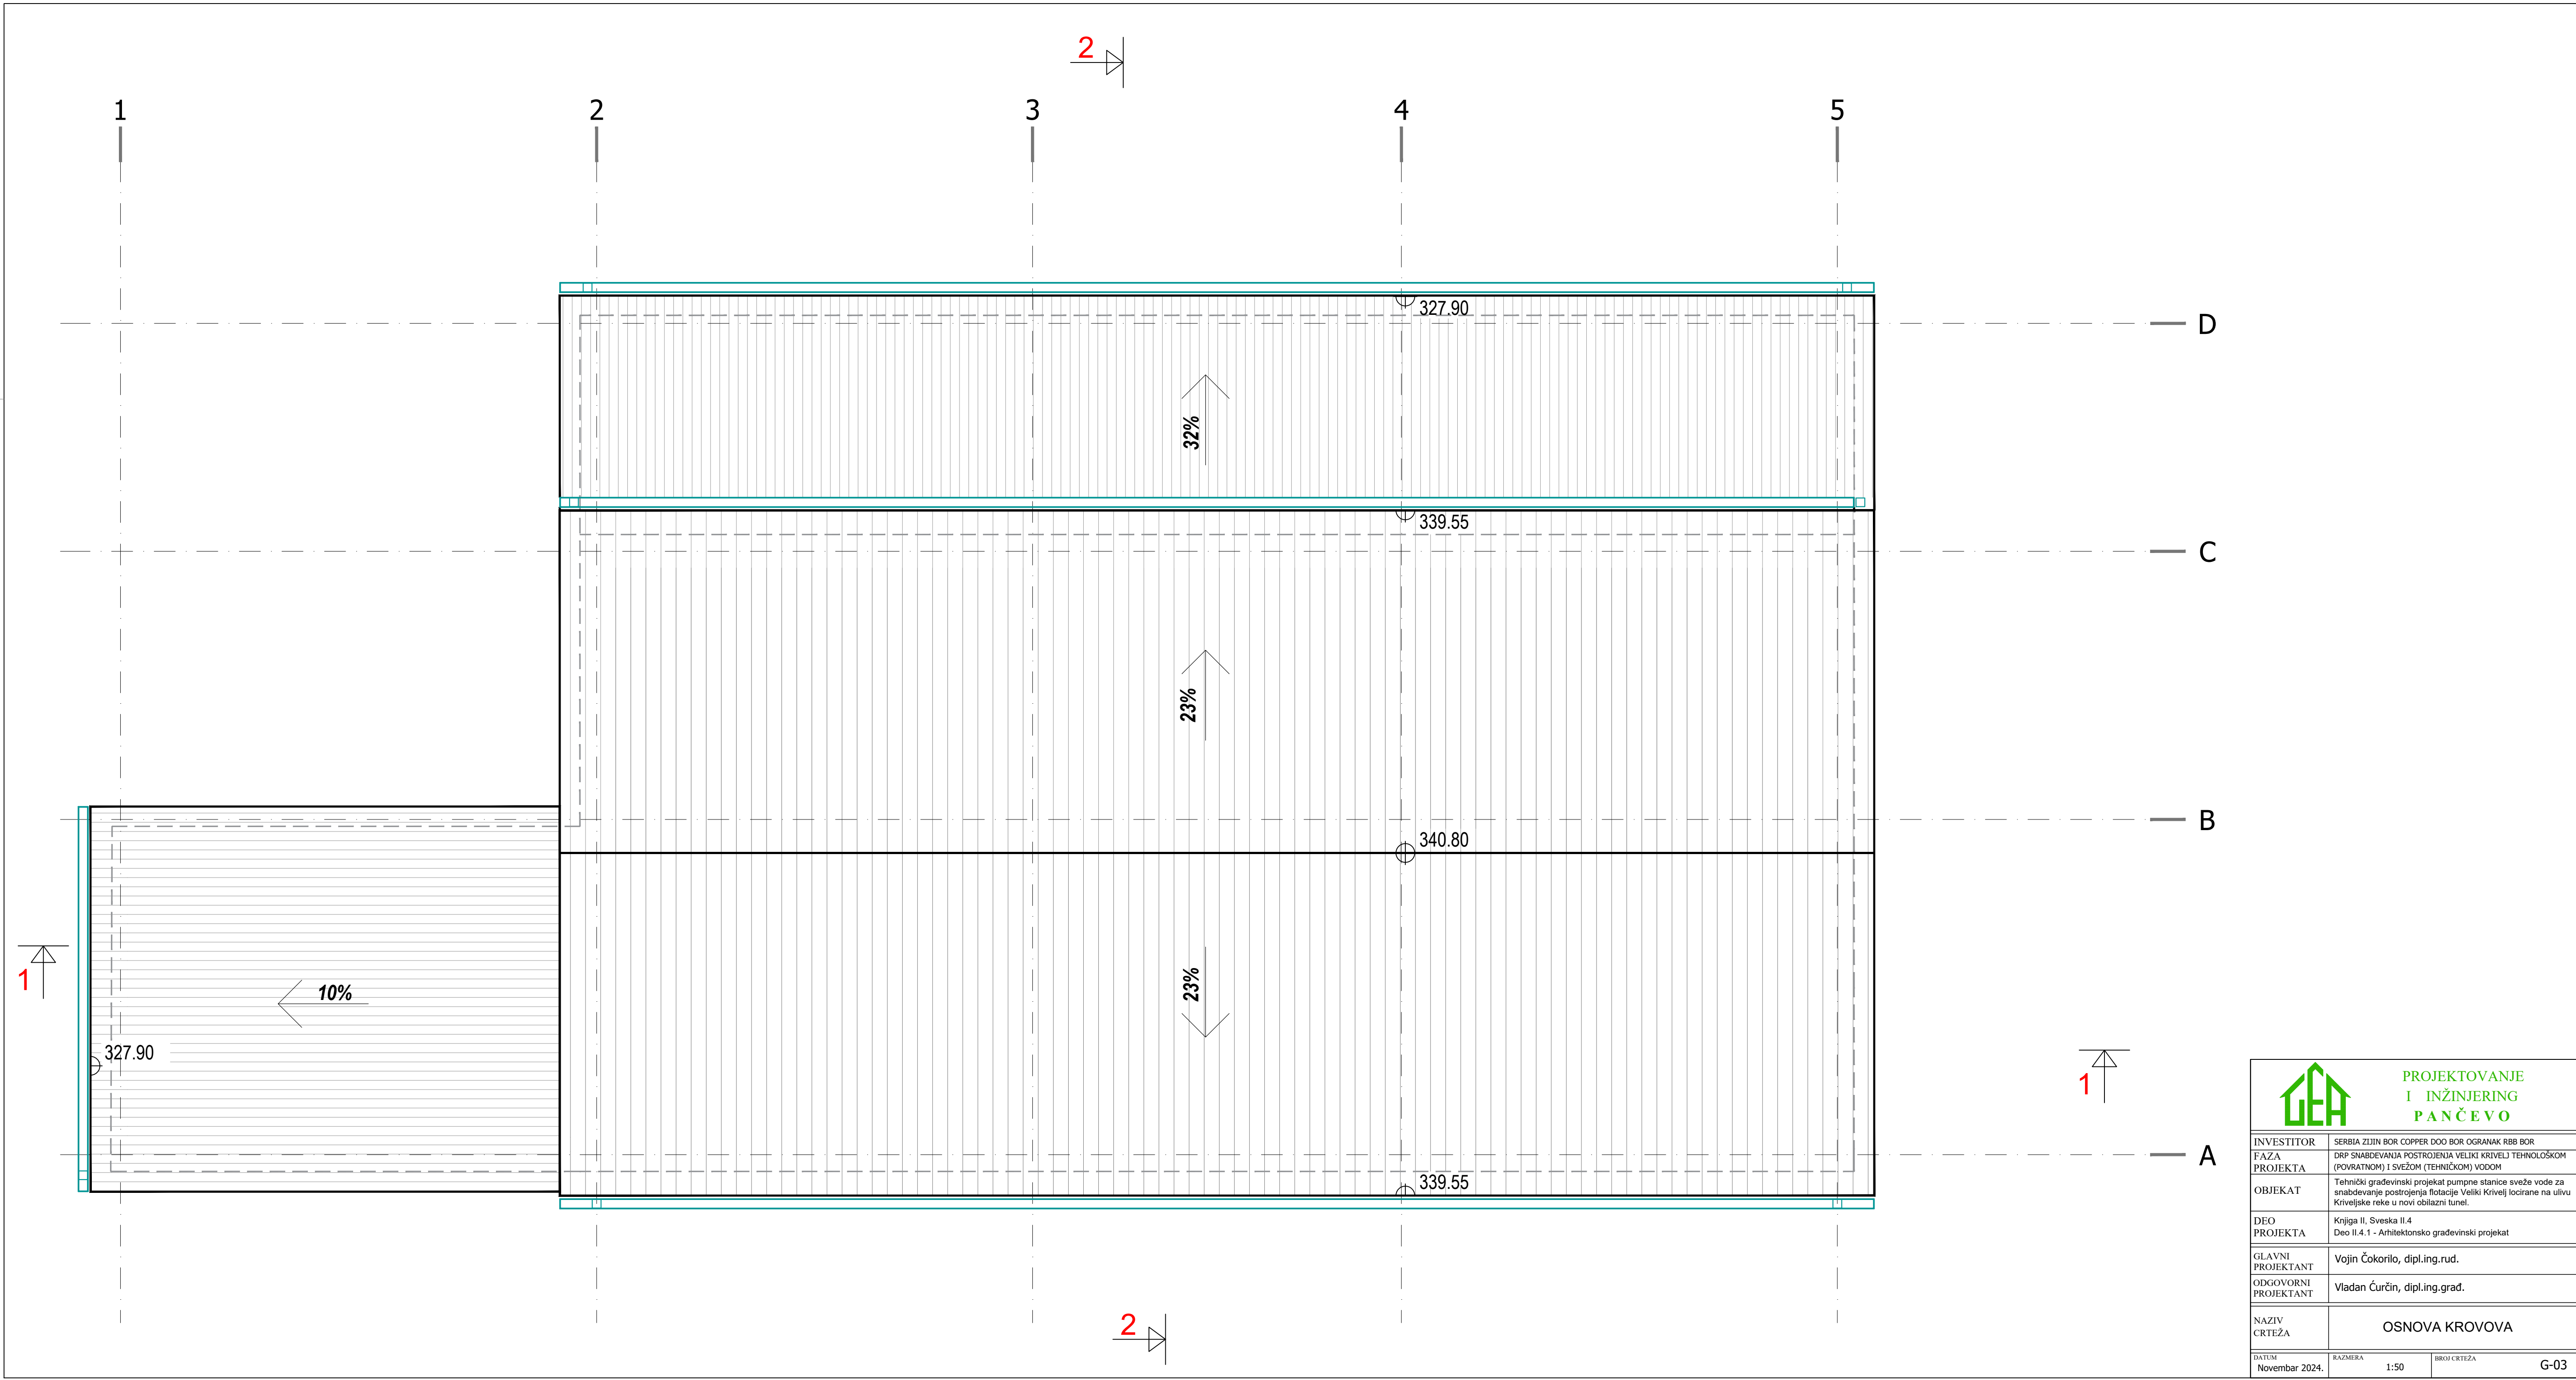 2
1 2 3 4 5
327.90
D
32%
339.55
C
23%
340.80
B
1
10%
23%
327.90
1
339.55
A
2
GEA
PROJEKTOVANJE
I INŽINJERING
PANČEVO
INVESTITOR SERBIA ZIJIN BOR COPPER DOO BOR OGRANAK RBB BOR
FAZA PROJEKTA DRP SNABDEVANJA POSTROJENJA VELIKI KRIVELJ TEHNOLOŠKOM
(POVRATNOM) I SVEŽOM (TEHNIČKOM) VODOM
OBJEKAT Tehnički građevinski projekat pumpne stanice sveže vode za
snabdevanje postrojenja flotacije Veliki Krivelj locirane na ulivu
Kriveljske reke u novi obilazni tunel.
DEO PROJEKTA Knjiga II, Sveska II.4
Deo II.4.1 - Arhitektonsko građevinski projekat
GLAVNI PROJEKTANT Vojin Čokorilo, dipl.ing.rud.
ODGOVORNI PROJEKTANT Vladan Ćurčin, dipl.ing.građ.
NAZIV CRTEŽA OSNOVA KROVOVA
DATUM Novembar 2024. RAZMERA 1:50 BROJ CRTEŽA G-03